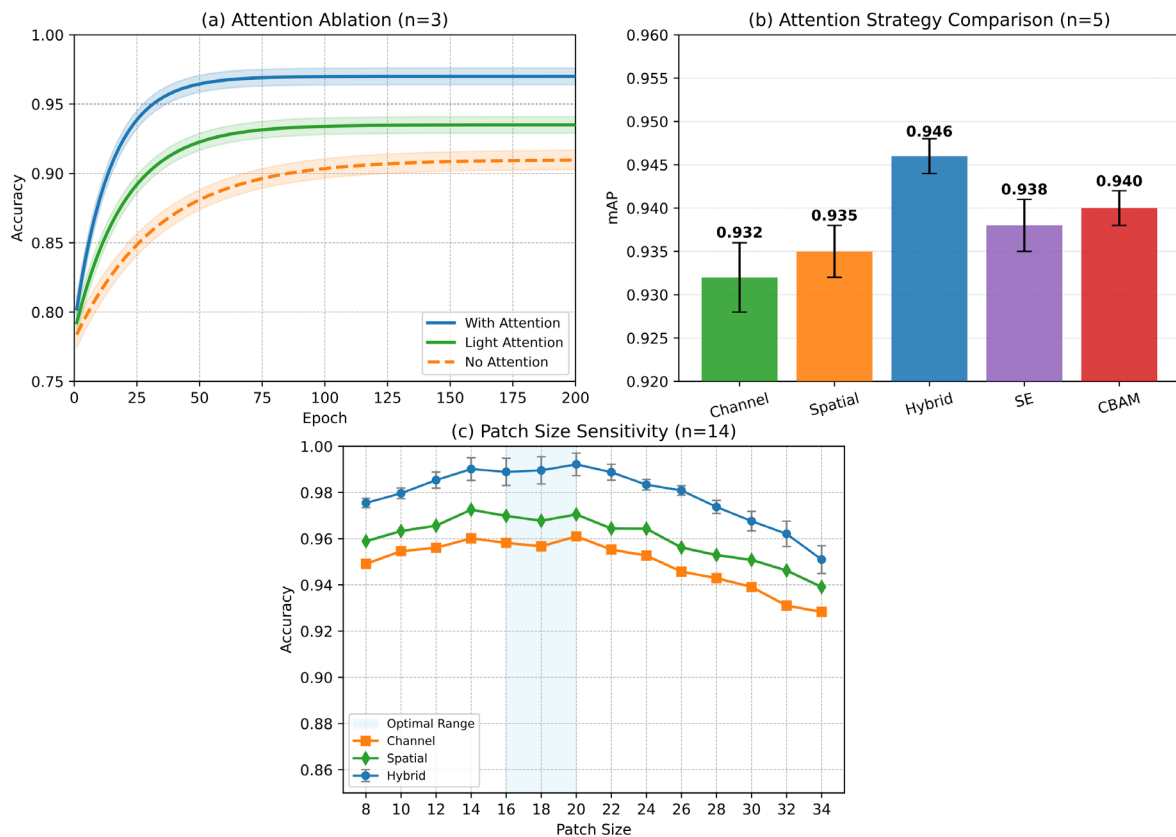 (a) Attention Ablation (n=3)
1.00
0.95
0.90
0.85
0.80
0.75
Accuracy
0
25
50
75
100
125
150
175
200
Epoch
With Attention
Light Attention
No Attention
(b) Attention Strategy Comparison (n=5)
0.960
0.955
0.950
0.945
0.940
0.935
0.930
0.925
0.920
mAP
0.932
0.935
0.946
0.938
0.940
Channel
Spatial
Hybrid
SE
CBAM
(c) Patch Size Sensitivity (n=14)
1.00
0.98
0.96
0.94
0.92
0.90
0.88
0.86
Accuracy
Optimal Range
Channel
Spatial
Hybrid
8
10
12
14
16
18
20
22
24
26
28
30
32
34
Patch Size